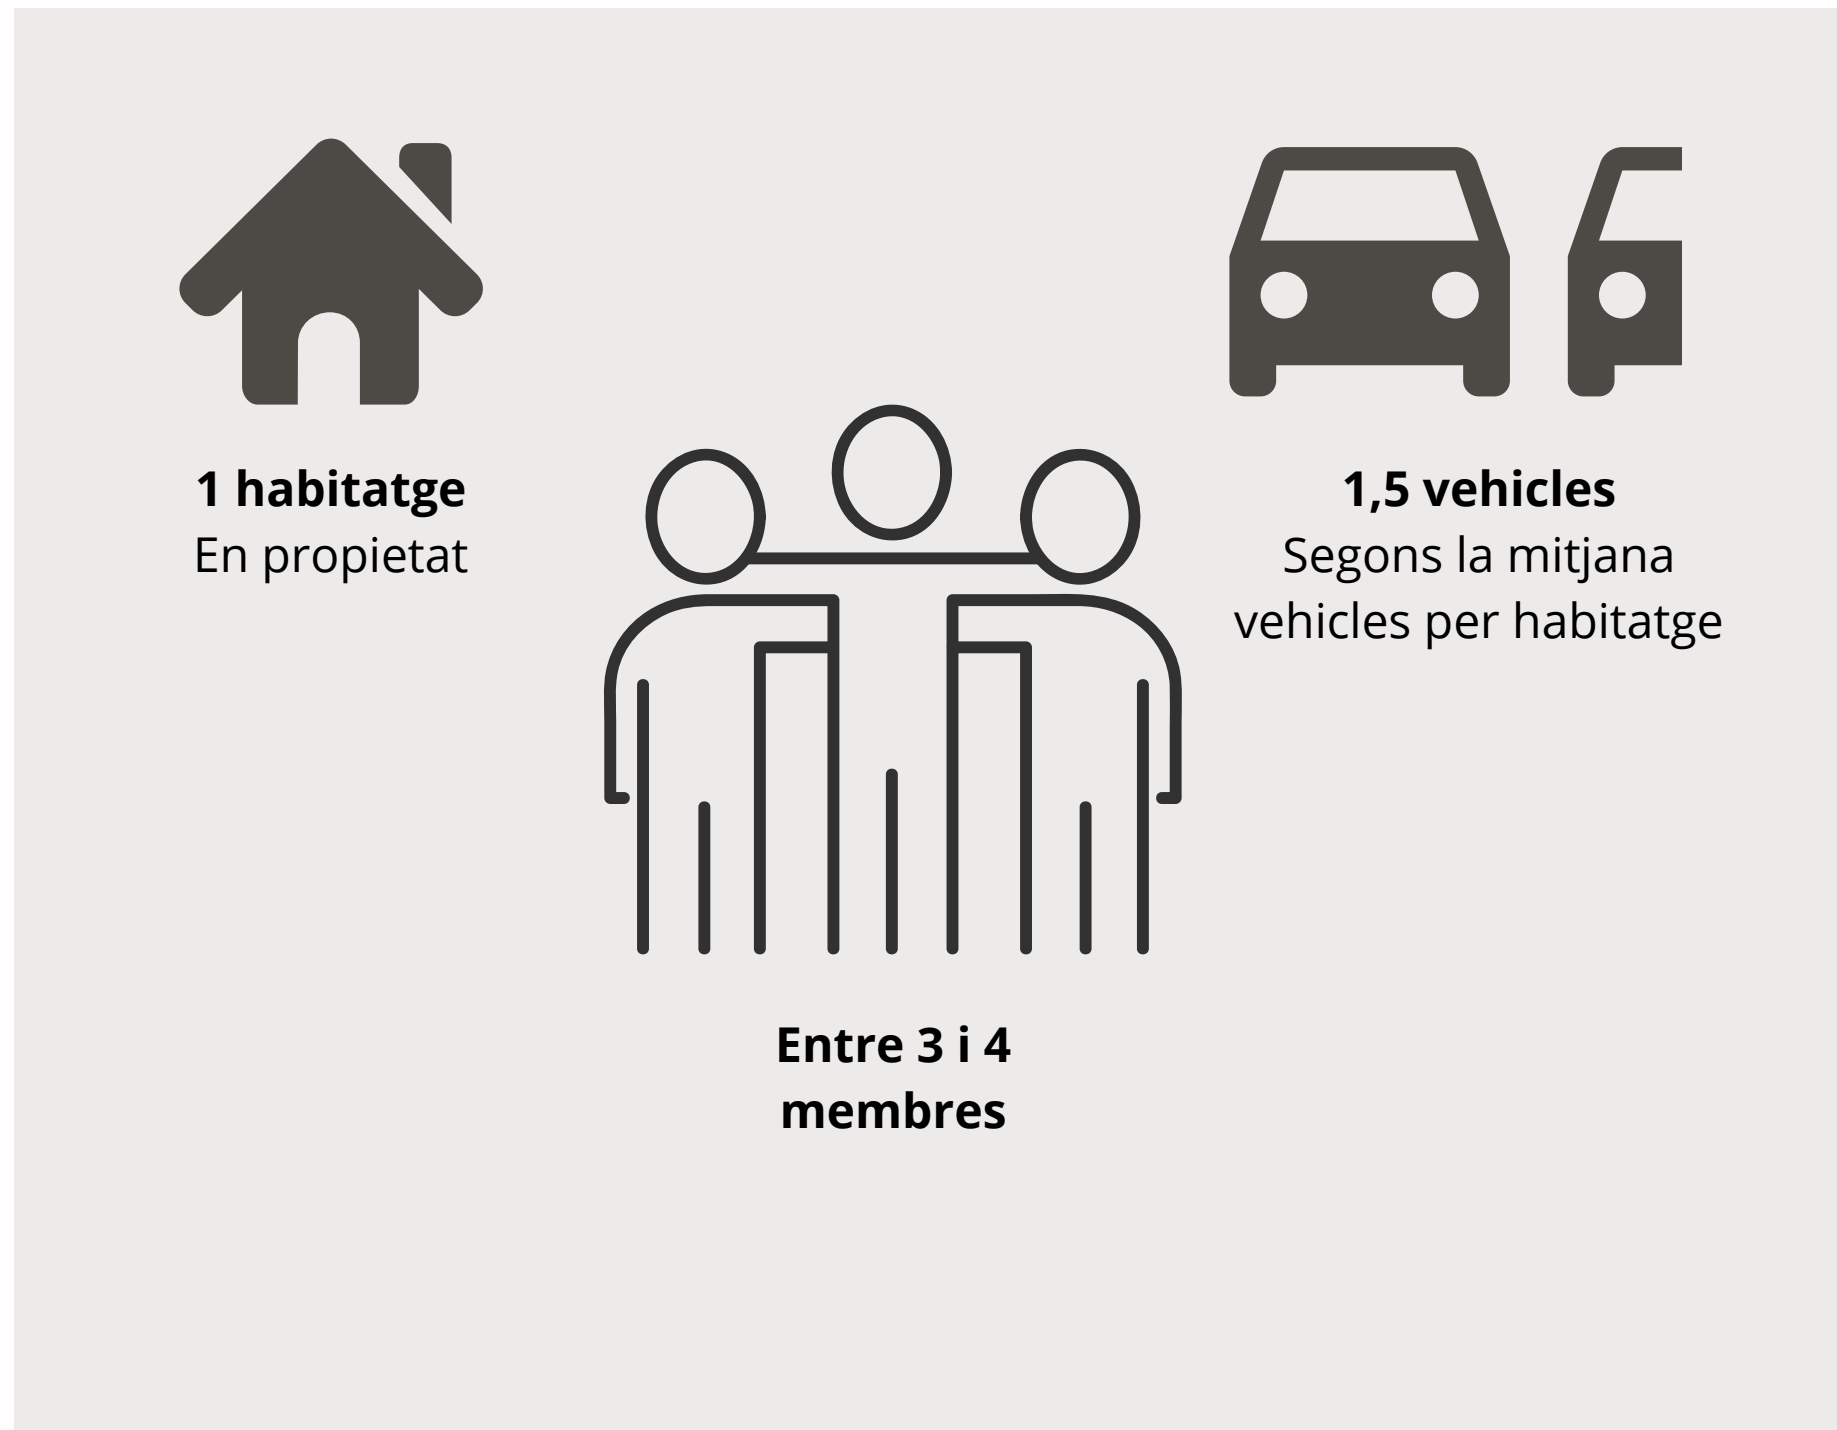 1 habitatge
En propietat
1,5 vehicles
Segons la mitjana
vehicles per habitatge
Entre 3 i 4
membres